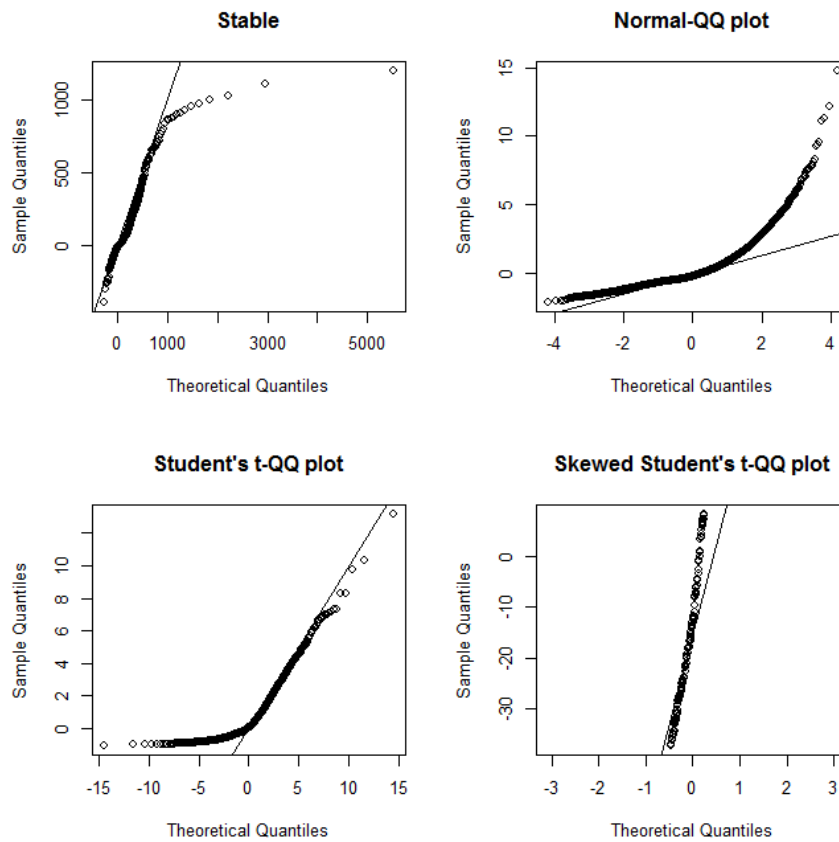 Stable
Sample Quantiles
1000
500
0
0 1000 3000 5000
Theoretical Quantiles
Normal-QQ plot
Sample Quantiles
15
10
5
0
-4 -2 0 2 4
Theoretical Quantiles
Student's t-QQ plot
Sample Quantiles
10
8
6
4
2
0
-15 -10 -5 0 5 10 15
Theoretical Quantiles
Skewed Student's t-QQ plot
Sample Quantiles
0
-10
-20
-30
-3 -2 -1 0 1 2 3
Theoretical Quantiles